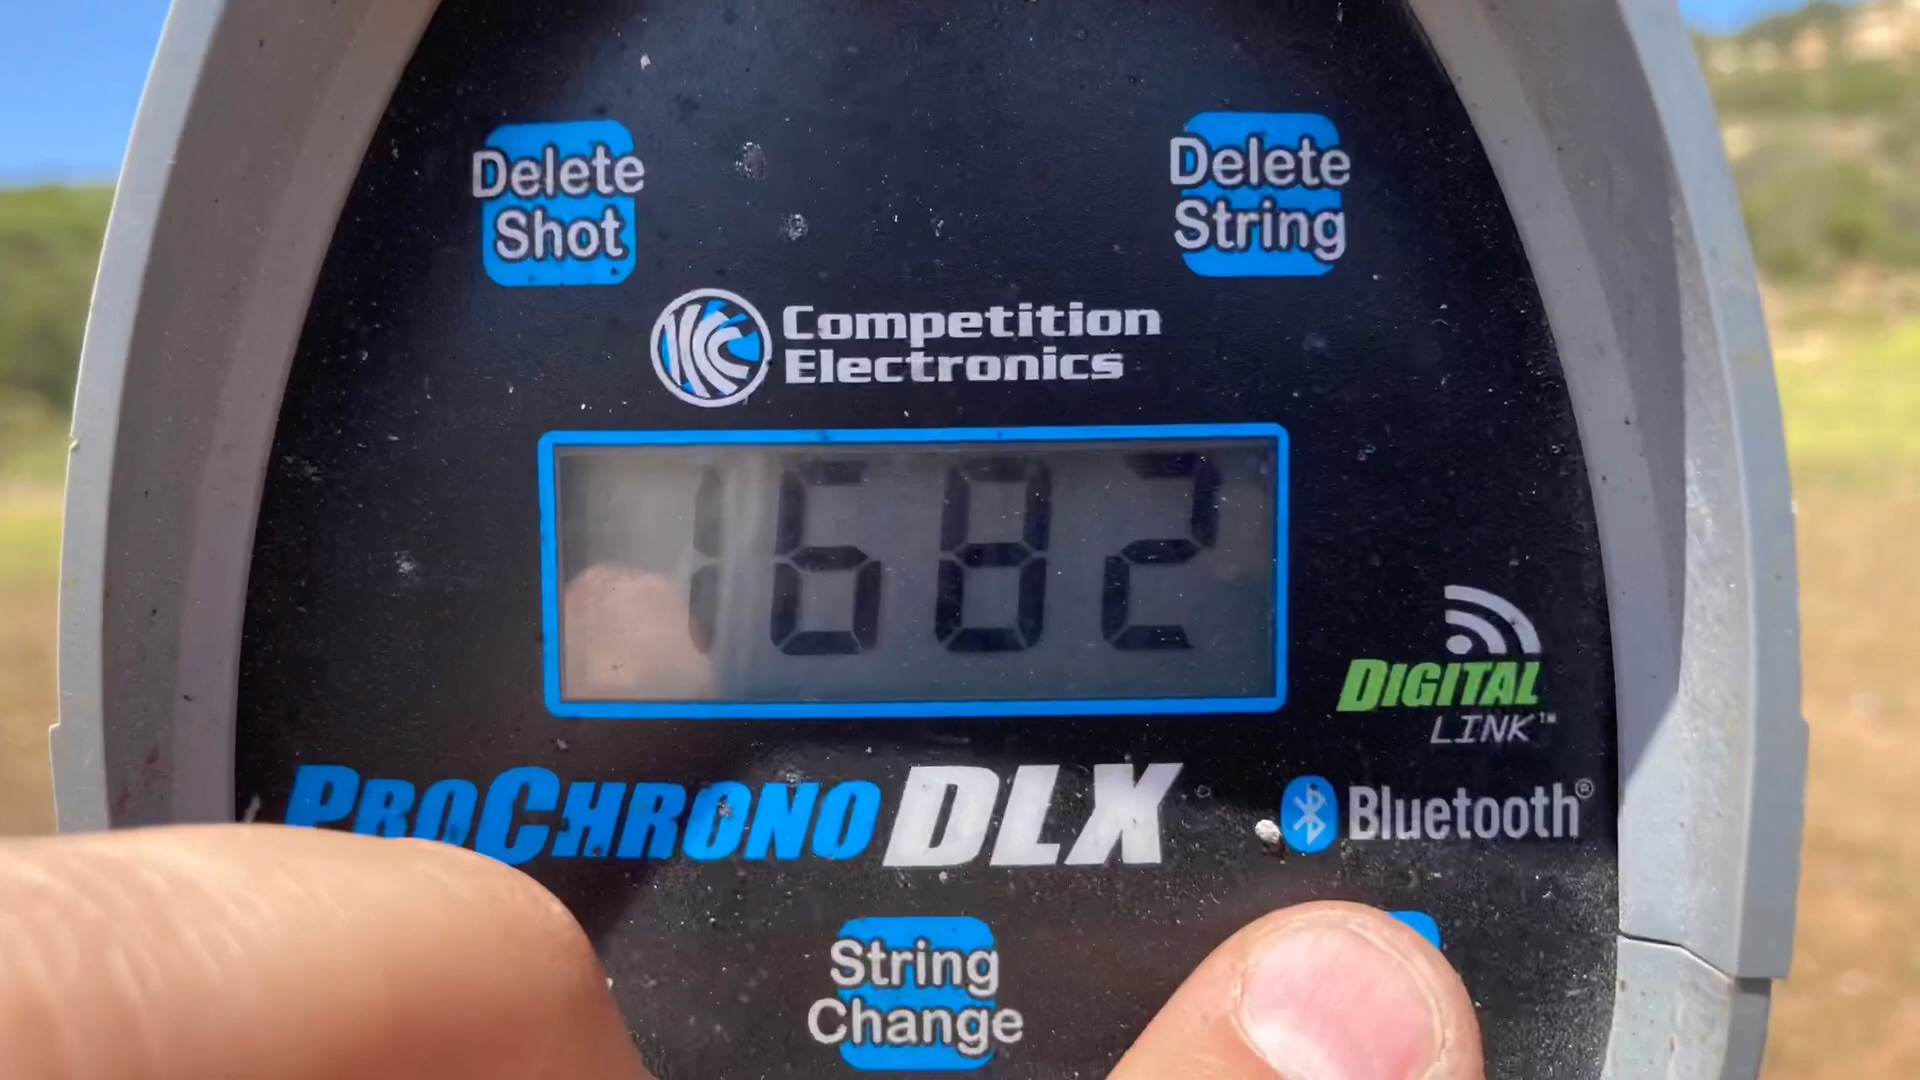 Delete
Shot
Delete
String
Competition
Electronics
1682
DIGITAL
LINK™
PROCHRONO DLX
Bluetooth®
String
Change